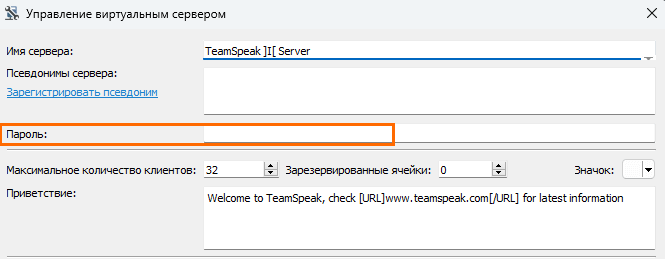 Управление виртуальным сервером
Имя сервера: TeamSpeak ]I[ Server
Псевдонимы сервера:
Зарегистрировать псевдоним
Пароль:
Максимальное количество клиентов: 32 Зарезервированные ячейки: 0 Значок:
Приветствие: Welcome to TeamSpeak, check [URL]www.teamspeak.com[/URL] for latest information